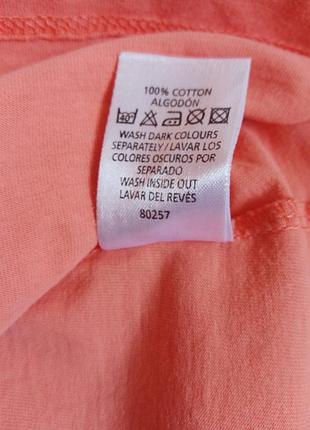 100% COTTON
ALGODÓN
40°
WASH DARK COLOURS
SEPARATELY / LAVAR LOS
COLORES OSCUROS POR
SEPARADO
WASH INSIDE OUT
LAVAR DEL REVÉS
80257